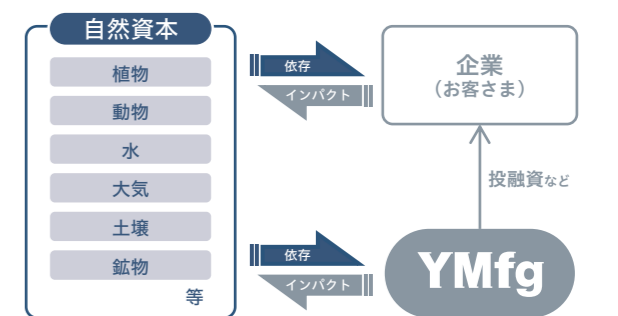 自然資本
植物
動物
水
大気
土壌
鉱物
等
依存
インパクト
企業
（お客さま）
投融資など
依存
インパクト
YMfg